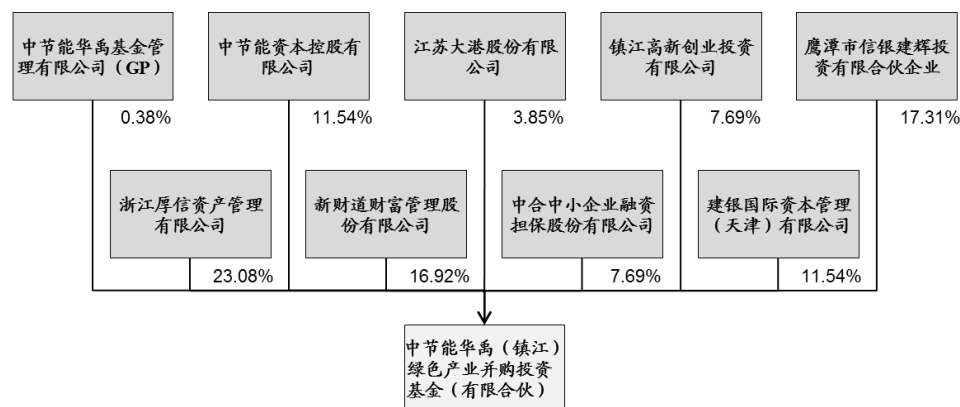 中节能华禹基金管
理有限公司（GP）
中节能资本控股有
限公司
江苏大港股份有限
公司
镇江高新创业投资
有限公司
鹰潭市信银建辉投
资有限合伙企业
0.38%
11.54%
3.85%
7.69%
17.31%
浙江厚信资产管理
有限公司
新财道财富管理股
份有限公司
中合中小企业融资
担保股份有限公司
建银国际资本管理
（天津）有限公司
23.08%
16.92%
7.69%
11.54%
中节能华禹（镇江）
绿色产业并购投资
基金（有限合伙）